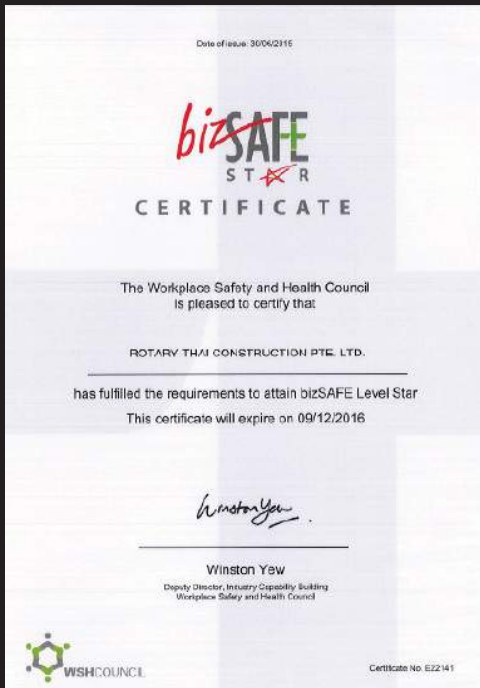 Date of issue: 30/06/2015
bizSAFE
STAR
CERTIFICATE
The Workplace Safety and Health Council
is pleased to certify that
ROTARY THAI CONSTRUCTION PTE. LTD.
has fulfilled the requirements to attain bizSAFE Level Star
This certificate will expire on 09/12/2016
Winston Yew
Winston Yew
Deputy Director, Industry Capability Building
Workplace Safety and Health Council
WSHCOUNCIL
Certificate No. E22141